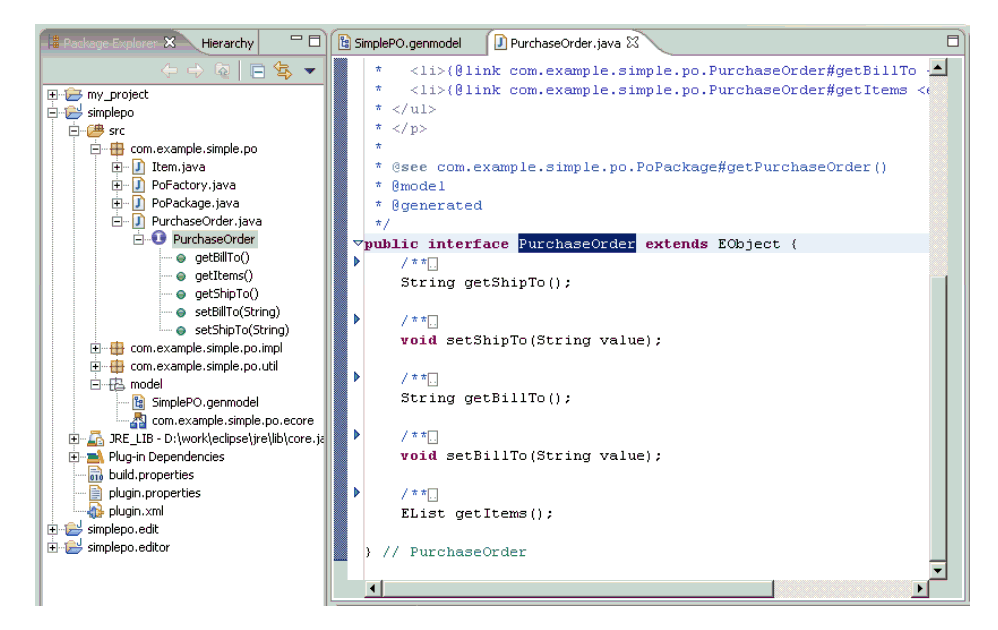 Package Explorer
Hierarchy
my_project
simplepo
src
com.example.simple.po
Item.java
PoFactory.java
PoPackage.java
PurchaseOrder.java
PurchaseOrder
getBillTo()
getItems()
getShipTo()
setBillTo(String)
setShipTo(String)
com.example.simple.po.impl
com.example.simple.po.util
model
SimplePO.genmodel
com.example.simple.po.ecore
JRE_LIB - D:\work\eclipse\jre\lib\core.ja
Plug-in Dependencies
build.properties
plugin.properties
plugin.xml
simplepo.edit
simplepo.editor
SimplePO.genmodel
PurchaseOrder.java
*   <li>{@link com.example.simple.po.PurchaseOrder#getBillTo
*   <li>{@link com.example.simple.po.PurchaseOrder#getItems <e
* </ul>
* </p>
*
* @see com.example.simple.po.PoPackage#getPurchaseOrder()
* @model
* @generated
*/
public interface PurchaseOrder extends EObject {
/**
String getShipTo();
/**
void setShipTo(String value);
/**
String getBillTo();
/**
void setBillTo(String value);
/**
EList getItems();
} // PurchaseOrder